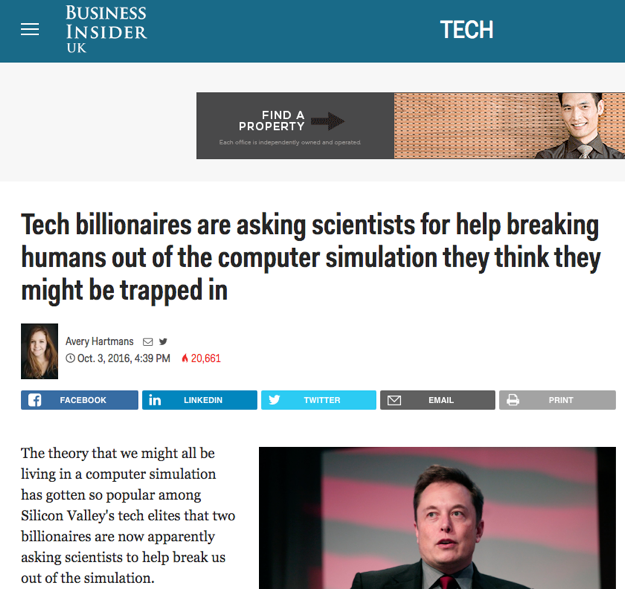 BUSINESS
INSIDER
UK
TECH
FIND A
PROPERTY
Each office is independently owned and operated
Tech billionaires are asking scientists for help breaking
humans out of the computer simulation they think they
might be trapped in
Avery Hartmans
Oct. 3, 2016, 4:39 PM 20,661
FACEBOOK
LINKEDIN
TWITTER
EMAIL
PRINT
The theory that we might all be
living in a computer simulation
has gotten so popular among
Silicon Valley's tech elites that two
billionaires are now apparently
asking scientists to help break us
out of the simulation.